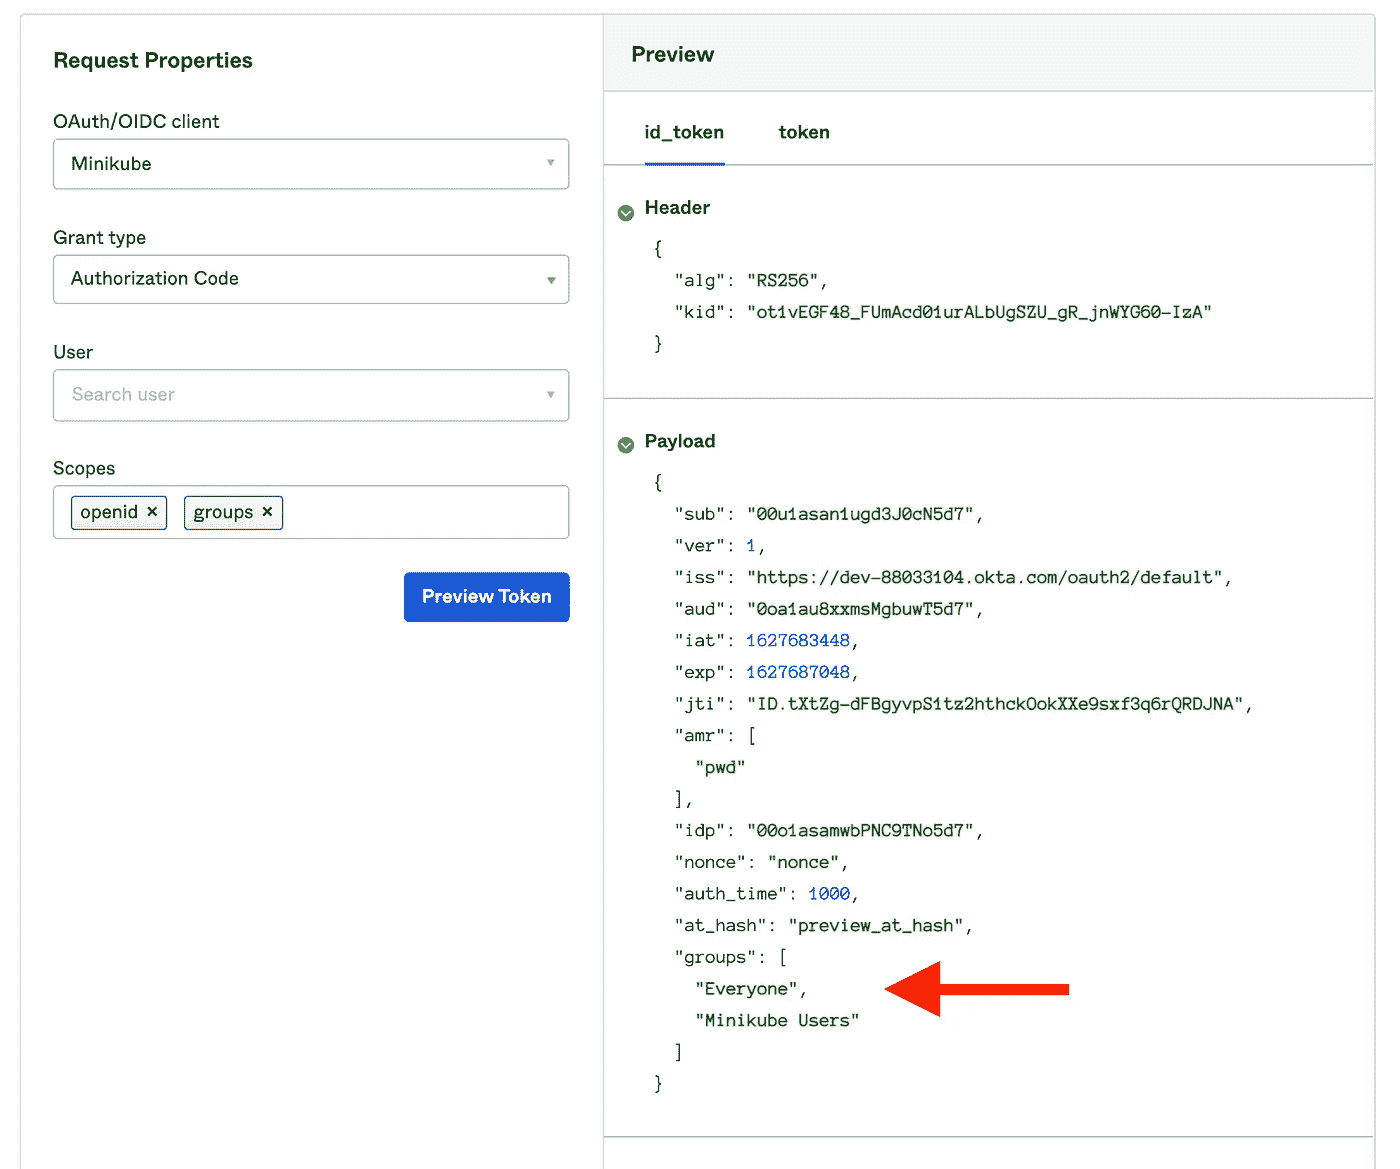 Request Properties
OAuth/OIDC client
Minikube
Grant type
Authorization Code
User
Search user
Scopes
openid ×
groups ×
Preview Token
Preview
id_token
token
Header
{
"alg": "RS256",
"kid": "ot1vEGF48_FUmAcd01urALbUgSZU_gR_jnWYG60-IzA"
}
Payload
{
"sub": "00u1asan1ugd3J0cN5d7",
"ver": 1,
"iss": "https://dev-88033104.okta.com/oauth2/default",
"aud": "0oa1au8xxmsMgbuwT5d7",
"iat": 1627683448,
"exp": 1627687048,
"jti": "ID.tXtZg-dFBgyvpS1tz2hthckOokXXe9sxf3q6rQRDJNA",
"amr": [
"pwd"
],
"idp": "00o1asamwbPNC9TNo5d7",
"nonce": "nonce",
"auth_time": 1000,
"at_hash": "preview_at_hash",
"groups": [
"Everyone",
"Minikube Users"
]
}